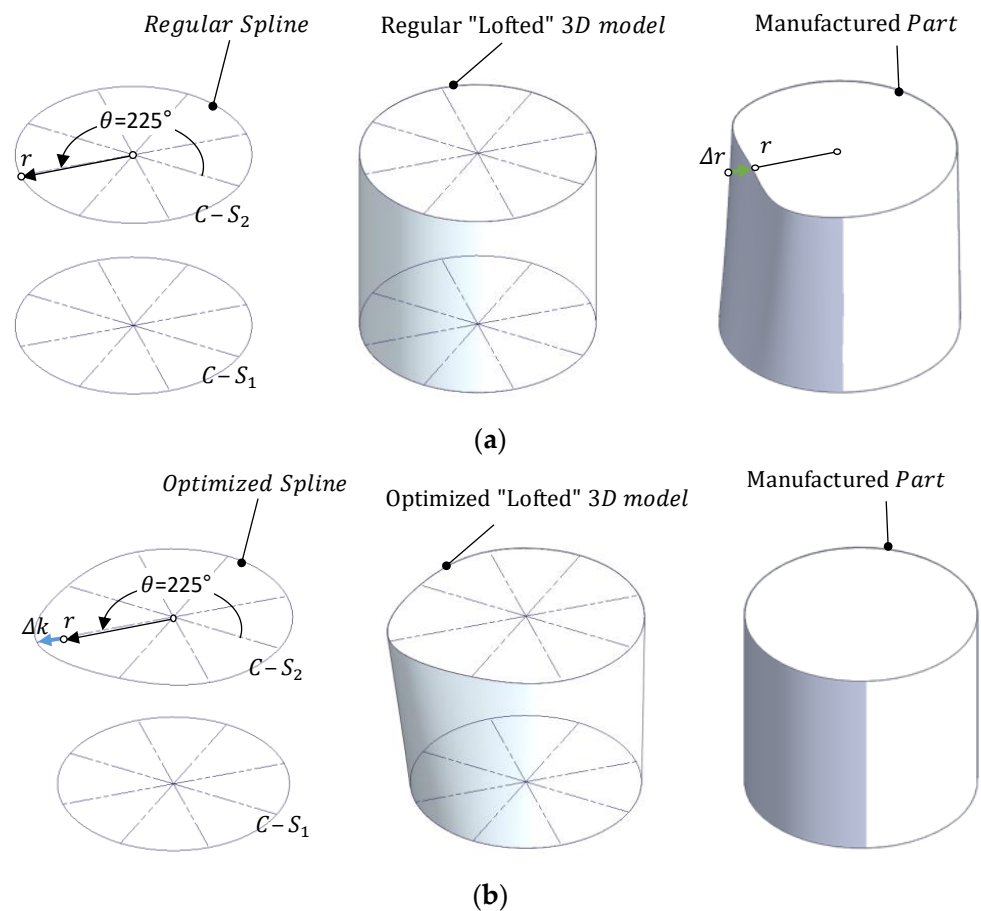 Regular Spline
Regular "Lofted" 3D model
Manufactured Part
θ=225°
r
C−S₂
Δr
r
C−S₁
(a)
Optimized Spline
Optimized "Lofted" 3D model
Manufactured Part
θ=225°
Δk
r
C−S₂
C−S₁
(b)